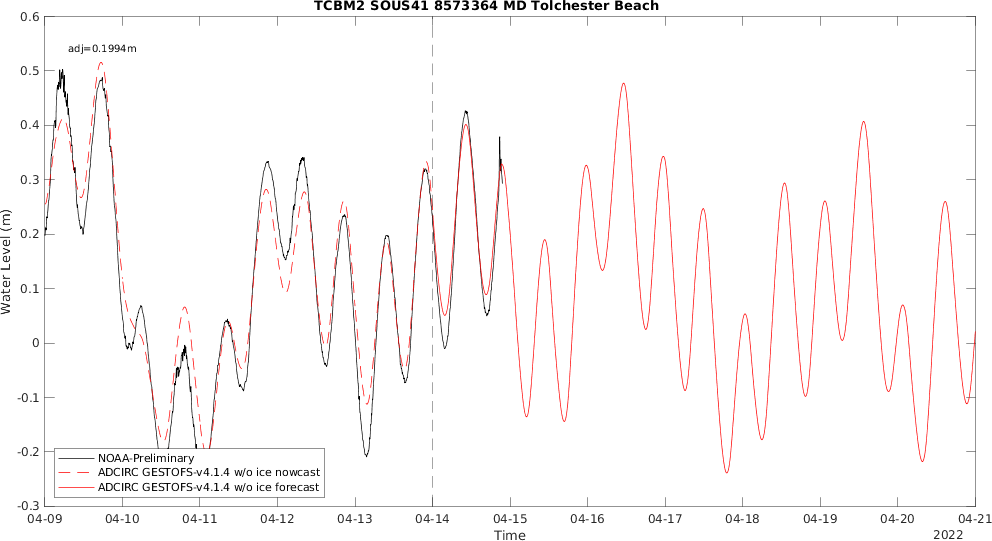 TCBM2 SOUS41 8573364 MD Tolchester Beach
adj=0.1994m
0.6
0.5
0.4
0.3
0.2
0.1
0
-0.1
-0.2
-0.3
Water Level (m)
NOAA-Preliminary
ADCIRC GESTOFS-v4.1.4 w/o ice nowcast
ADCIRC GESTOFS-v4.1.4 w/o ice forecast
04-09 04-10 04-11 04-12 04-13 04-14 04-15 04-16 04-17 04-18 04-19 04-20 04-21
Time
2022